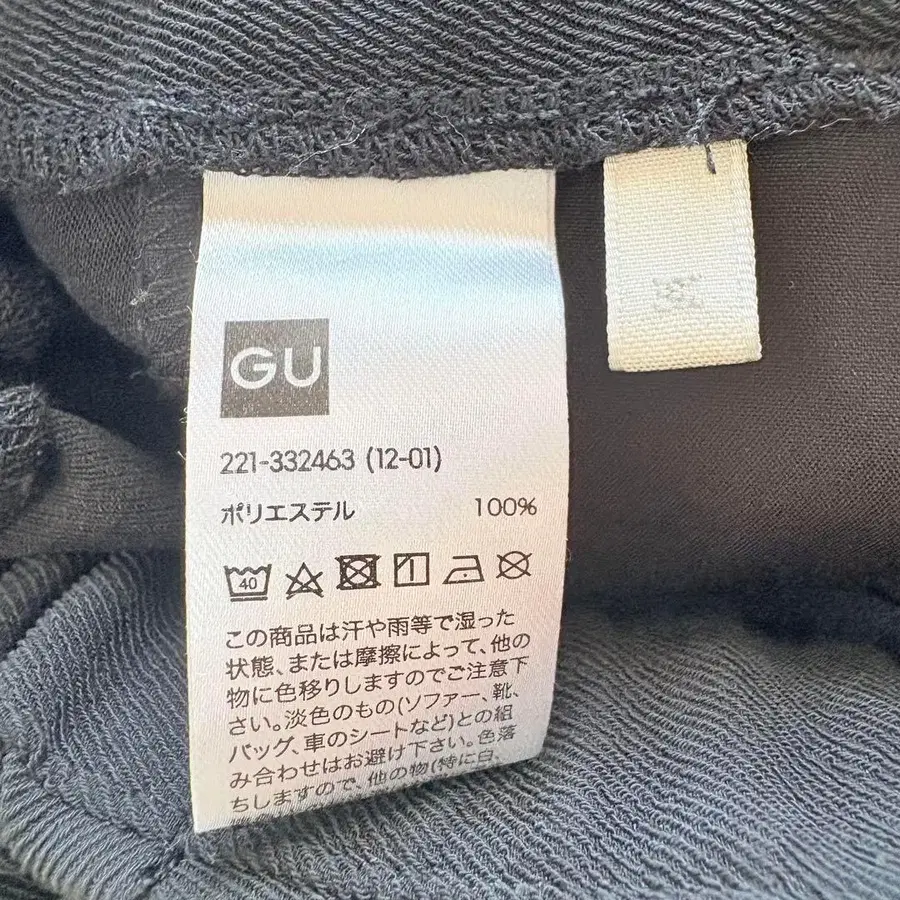 GU
221-332463 (12-01)
ポリエステル 100%
40
この商品は汗や雨等で湿った
状態、または摩擦によって、他の
物に色移りしますのでご注意下
さい。淡色のもの(ソファー、靴、
バッグ、車のシートなど)との組
み合わせはお避け下さい。色落
ちしますので、他の物(特に白、